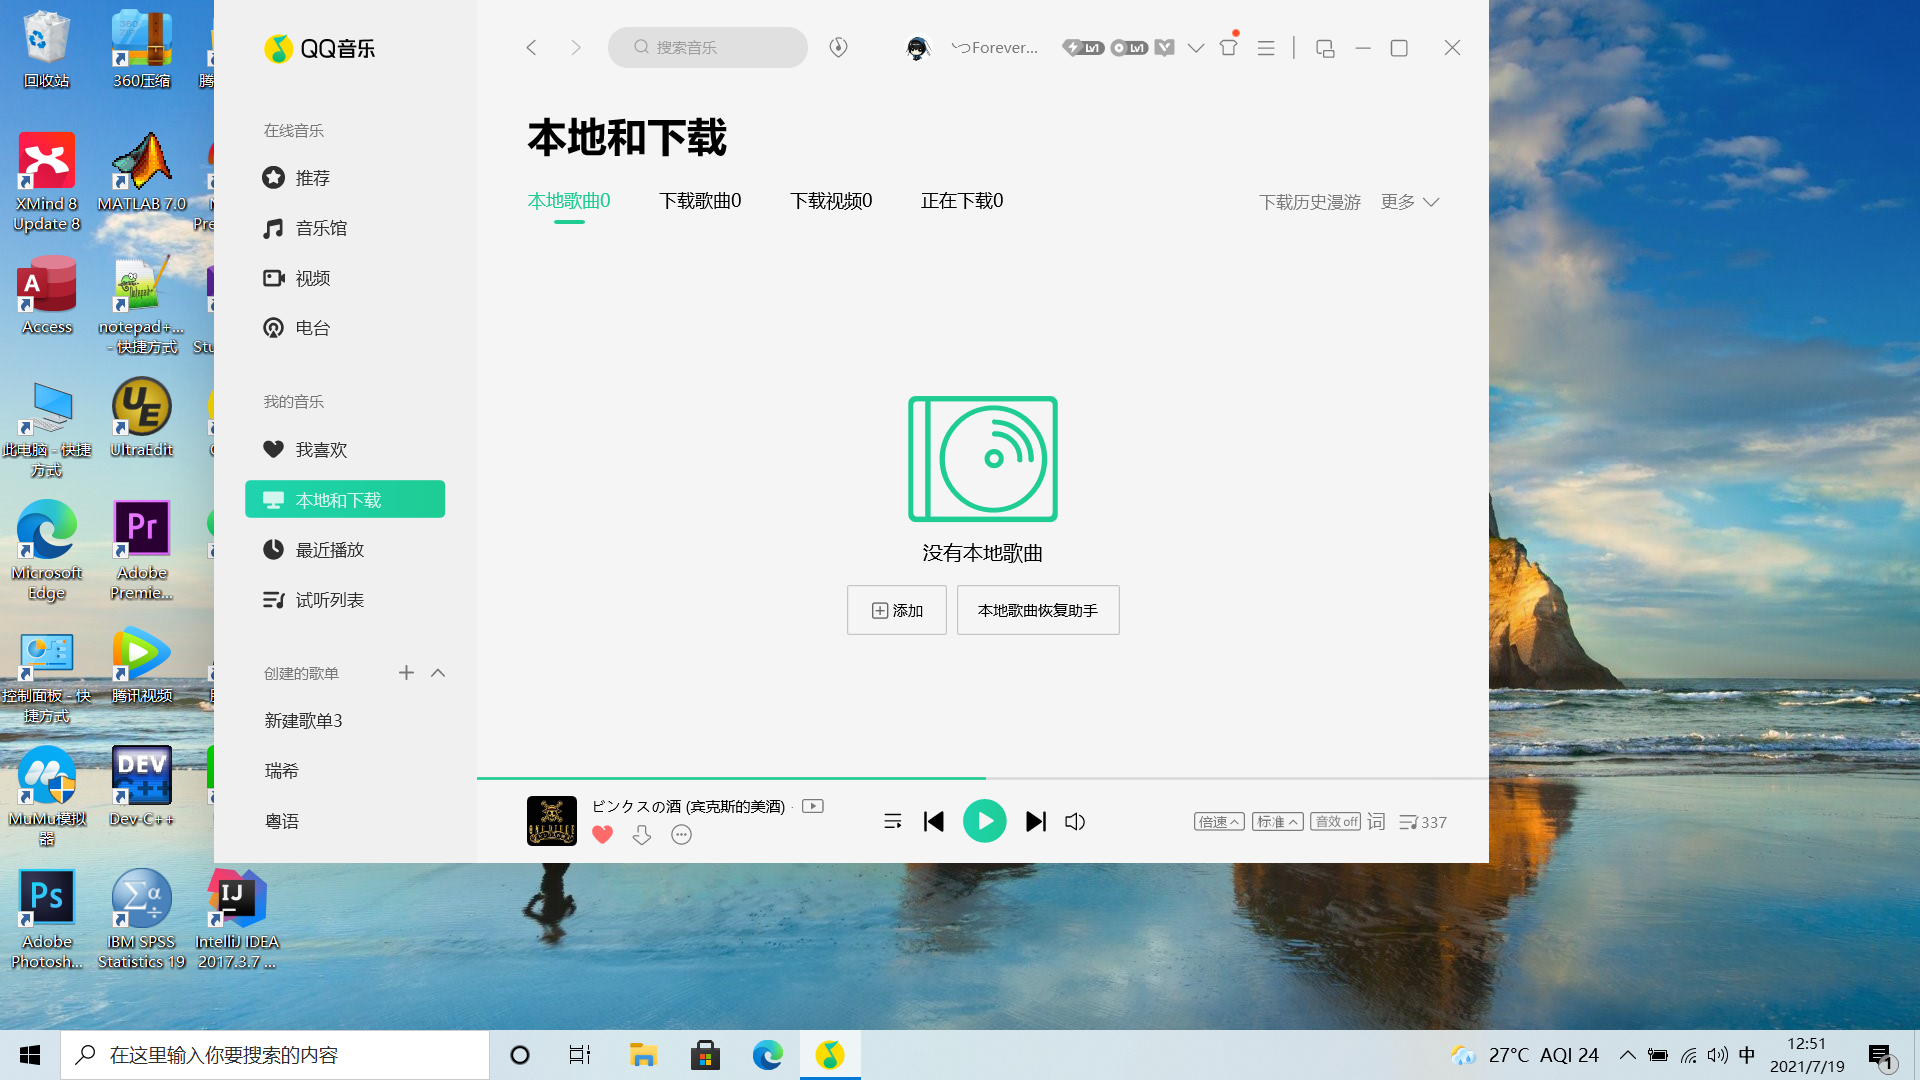 回收站
360压缩
腾
XMind 8
Update 8
MATLAB 7.0
Pre
Access
notepad+...
- 快捷方式
Stu
此电脑 - 快捷
方式
UltraEdit
Microsoft
Edge
Adobe
Premie...
控制面板 - 快
捷方式
腾讯视频
MuMu模拟
器
Dev-C++
Adobe
Photosh...
IBM SPSS
Statistics 19
IntelliJ IDEA
2017.3.7 ...
QQ音乐
在线音乐
推荐
音乐馆
视频
电台
我的音乐
我喜欢
本地和下载
最近播放
试听列表
创建的歌单
新建歌单3
瑞希
粤语
搜索音乐
Forever...
Lv1
Lv1
本地和下载
本地歌曲0
下载歌曲0
下载视频0
正在下载0
下载历史漫游
更多
没有本地歌曲
添加
本地歌曲恢复助手
ビンクスの酒 (宾克斯的美酒) ·
倍速
标准
音效 off
词
337
在这里输入你要搜索的内容
27°C AQI 24
中
12:51
2021/7/19
1